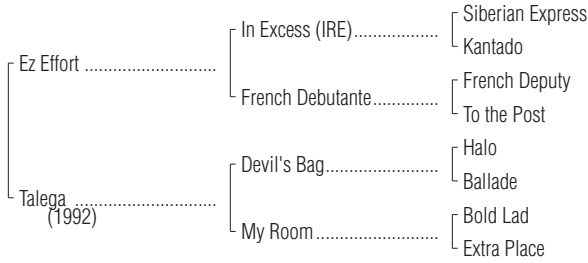 Siberian Express
In Excess (IRE)
Kantado
Ez Effort
French Deputy
French Debutante
To the Post
Halo
Devil's Bag
Ballade
Talega
(1992)
Bold Lad
My Room
Extra Place